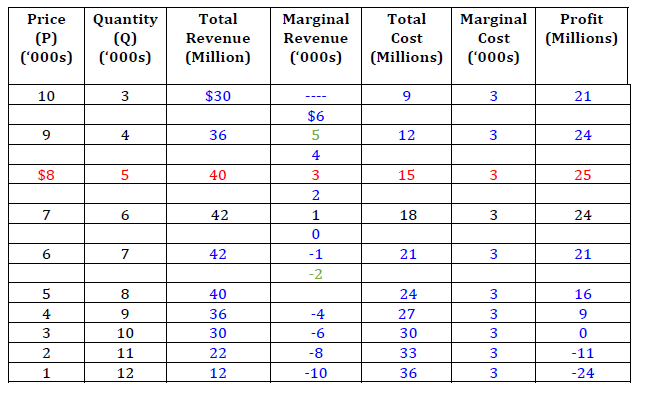 Price (P) (‘000s) Quantity (Q) (‘000s) Total Revenue (Million) Marginal Revenue (‘000s) Total Cost (Millions) Marginal Cost (‘000s) Profit (Millions)
10 3 $30 ---- 9 3 21
$6
9 4 36 5 12 3 24
4
$8 5 40 3 15 3 25
2
7 6 42 1 18 3 24
0
6 7 42 -1 21 3 21
-2
5 8 40 24 3 16
4 9 36 -4 27 3 9
3 10 30 -6 30 3 0
2 11 22 -8 33 3 -11
1 12 12 -10 36 3 -24